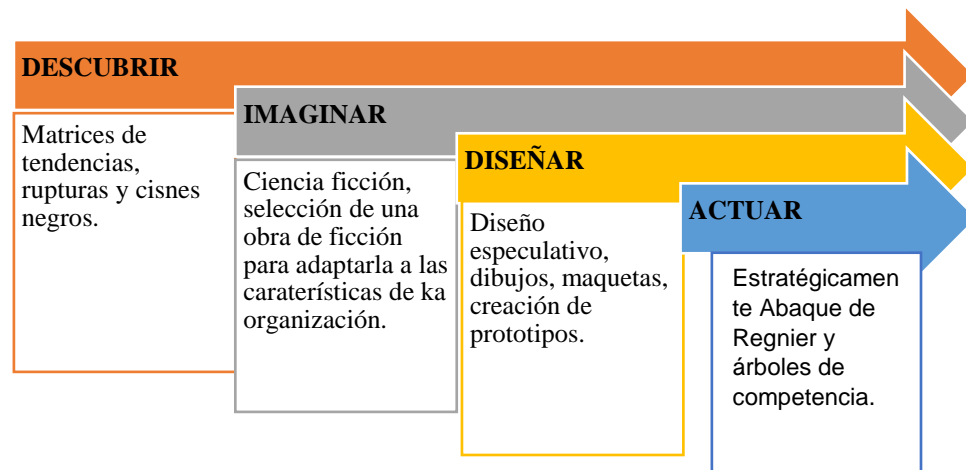 DESCUBRIR
Matrices de
tendencias,
rupturas y cisnes
negros.
IMAGINAR
Ciencia ficción,
selección de una
obra de ficción
para adaptarla a las
caraterísticas de ka
organización.
DISEÑAR
Diseño
especulativo,
dibujos, maquetas,
creación de
prototipos.
ACTUAR
Estratégicamen
te Abaque de
Regnier y
árboles de
competencia.